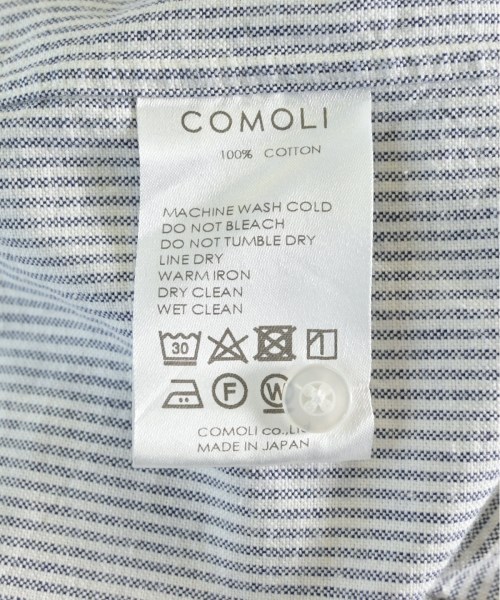 COMOLI
100% COTTON
MACHINE WASH COLD
DO NOT BLEACH
DO NOT TUMBLE DRY
LINE DRY
WARM IRON
DRY CLEAN
WET CLEAN
30
F W
COMOLI CO.,
MADE IN JAPAN